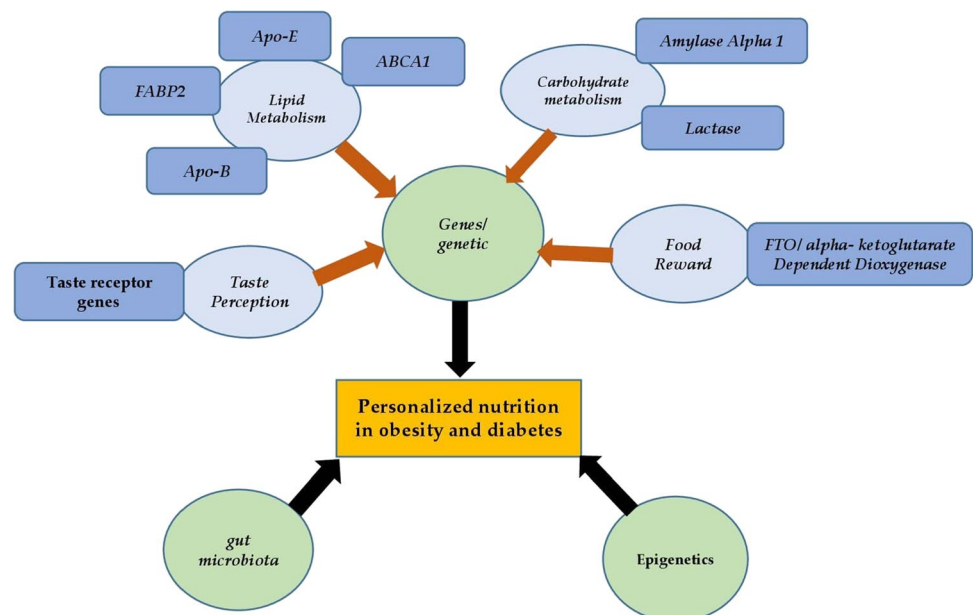 Apo-E
ABCA1
FABP2
Lipid
Metabolism
Apo-B
Amylase Alpha 1
Carbohydrate
metabolism
Lactase
Genes/
genetic
Food
Reward
FTO/ alpha- ketoglutarate
Dependent Dioxygenase
Taste receptor
genes
Taste
Perception
Personalized nutrition
in obesity and diabetes
gut
microbiota
Epigenetics